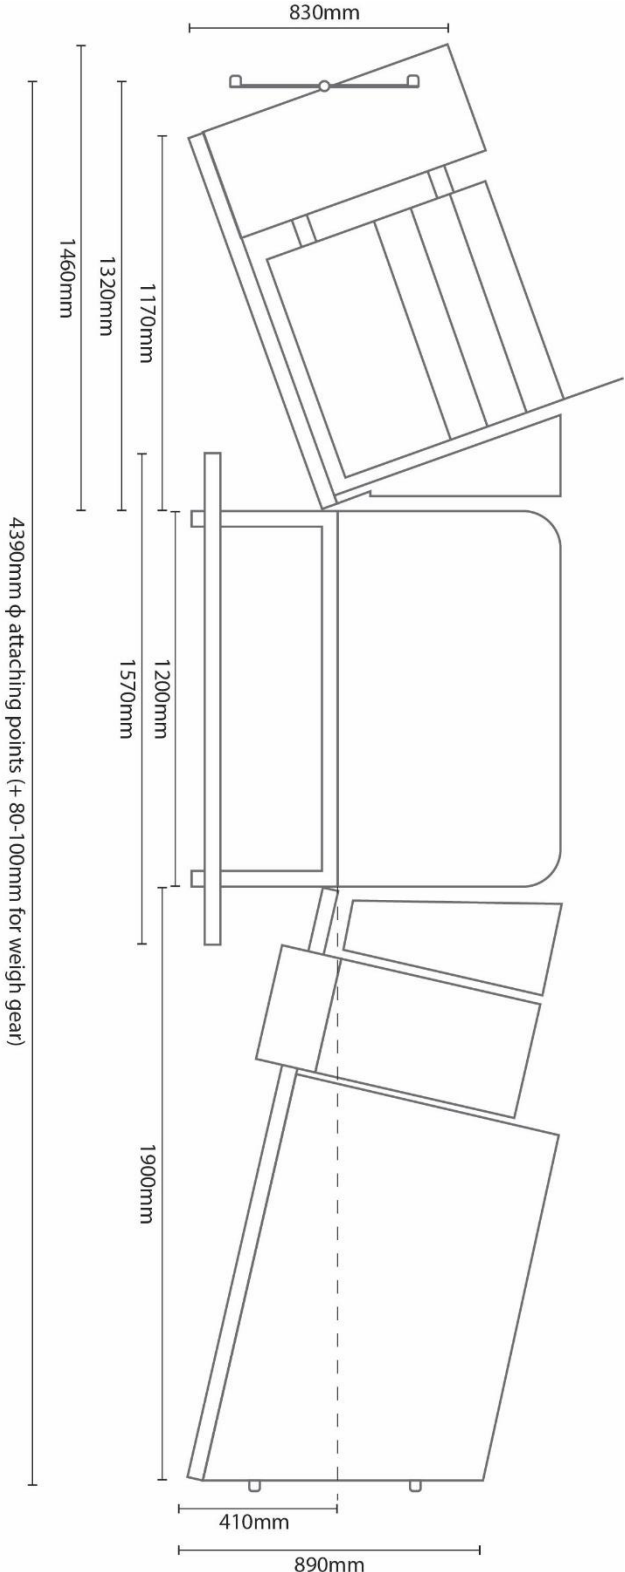 830mm
1460mm
1320mm
1170mm
1200mm
1570mm
4390mm ϕ attaching points (+ 80-100mm for weigh gear)
1900mm
410mm
890mm